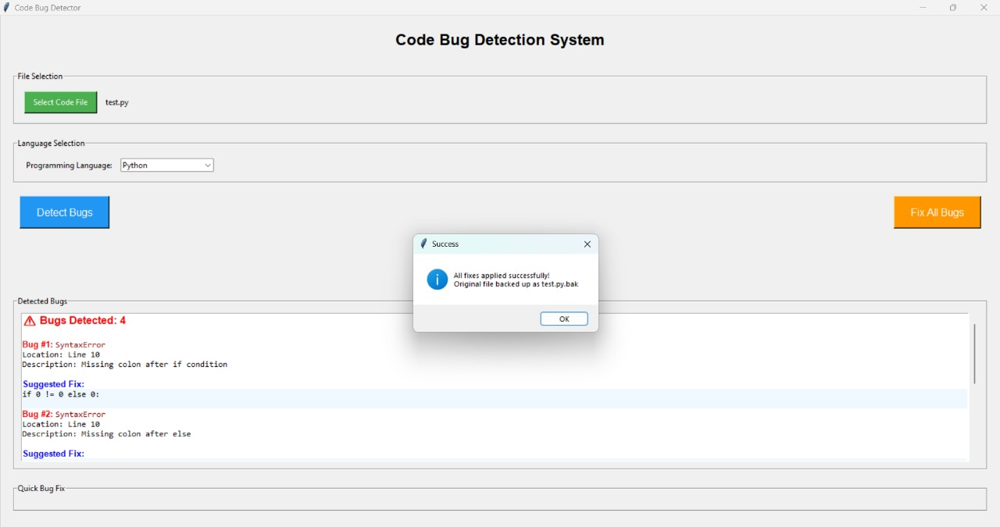 Code Bug Detector
Code Bug Detection System
File Selection
Select Code File
test.py
Language Selection
Programming Language:
Python
Detect Bugs
Fix All Bugs
Success
All fixes applied successfully!
Original file backed up as test.py.bak
OK
Detected Bugs
⚠ Bugs Detected: 4
Bug #1: SyntaxError
Location: Line 10
Description: Missing colon after if condition
Suggested Fix:
if 0 != 0 else 0:
Bug #2: SyntaxError
Location: Line 10
Description: Missing colon after else
Suggested Fix:
Quick Bug Fix